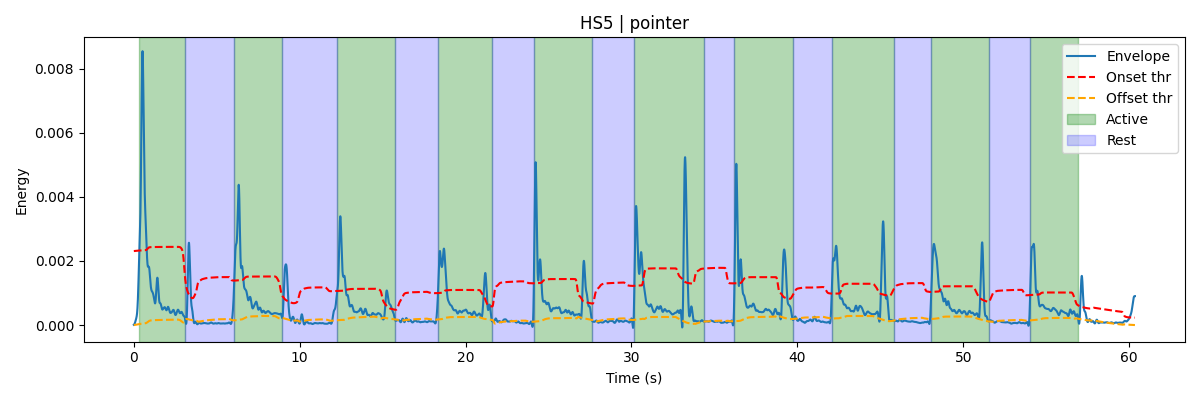 HS5 | pointer
Energy
0.008
0.006
0.004
0.002
0.000
Envelope
Onset thr
Offset thr
Active
Rest
0 10 20 30 40 50 60
Time (s)